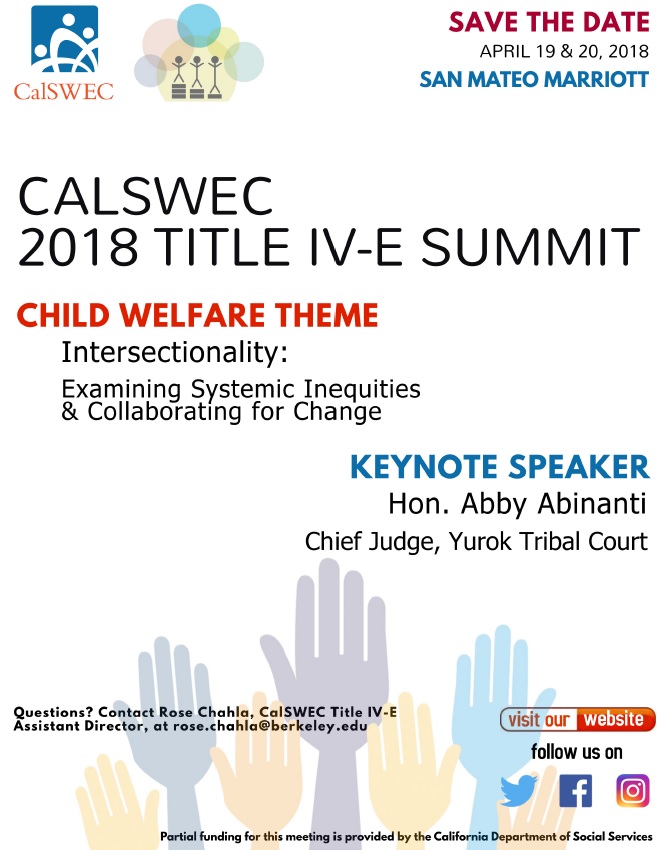 CalSWEC
SAVE THE DATE
APRIL 19 & 20, 2018
SAN MATEO MARRIOTT
CALSWEC
2018 TITLE IV-E SUMMIT
CHILD WELFARE THEME
Intersectionality:
Examining Systemic Inequities
& Collaborating for Change
KEYNOTE SPEAKER
Hon. Abby Abinanti
Chief Judge, Yurok Tribal Court
Questions? Contact Rose Chahla, CalSWEC Title IV-E
Assistant Director, at rose.chahla@berkeley.edu
visit our website
follow us on
Partial funding for this meeting is provided by the California Department of Social Services